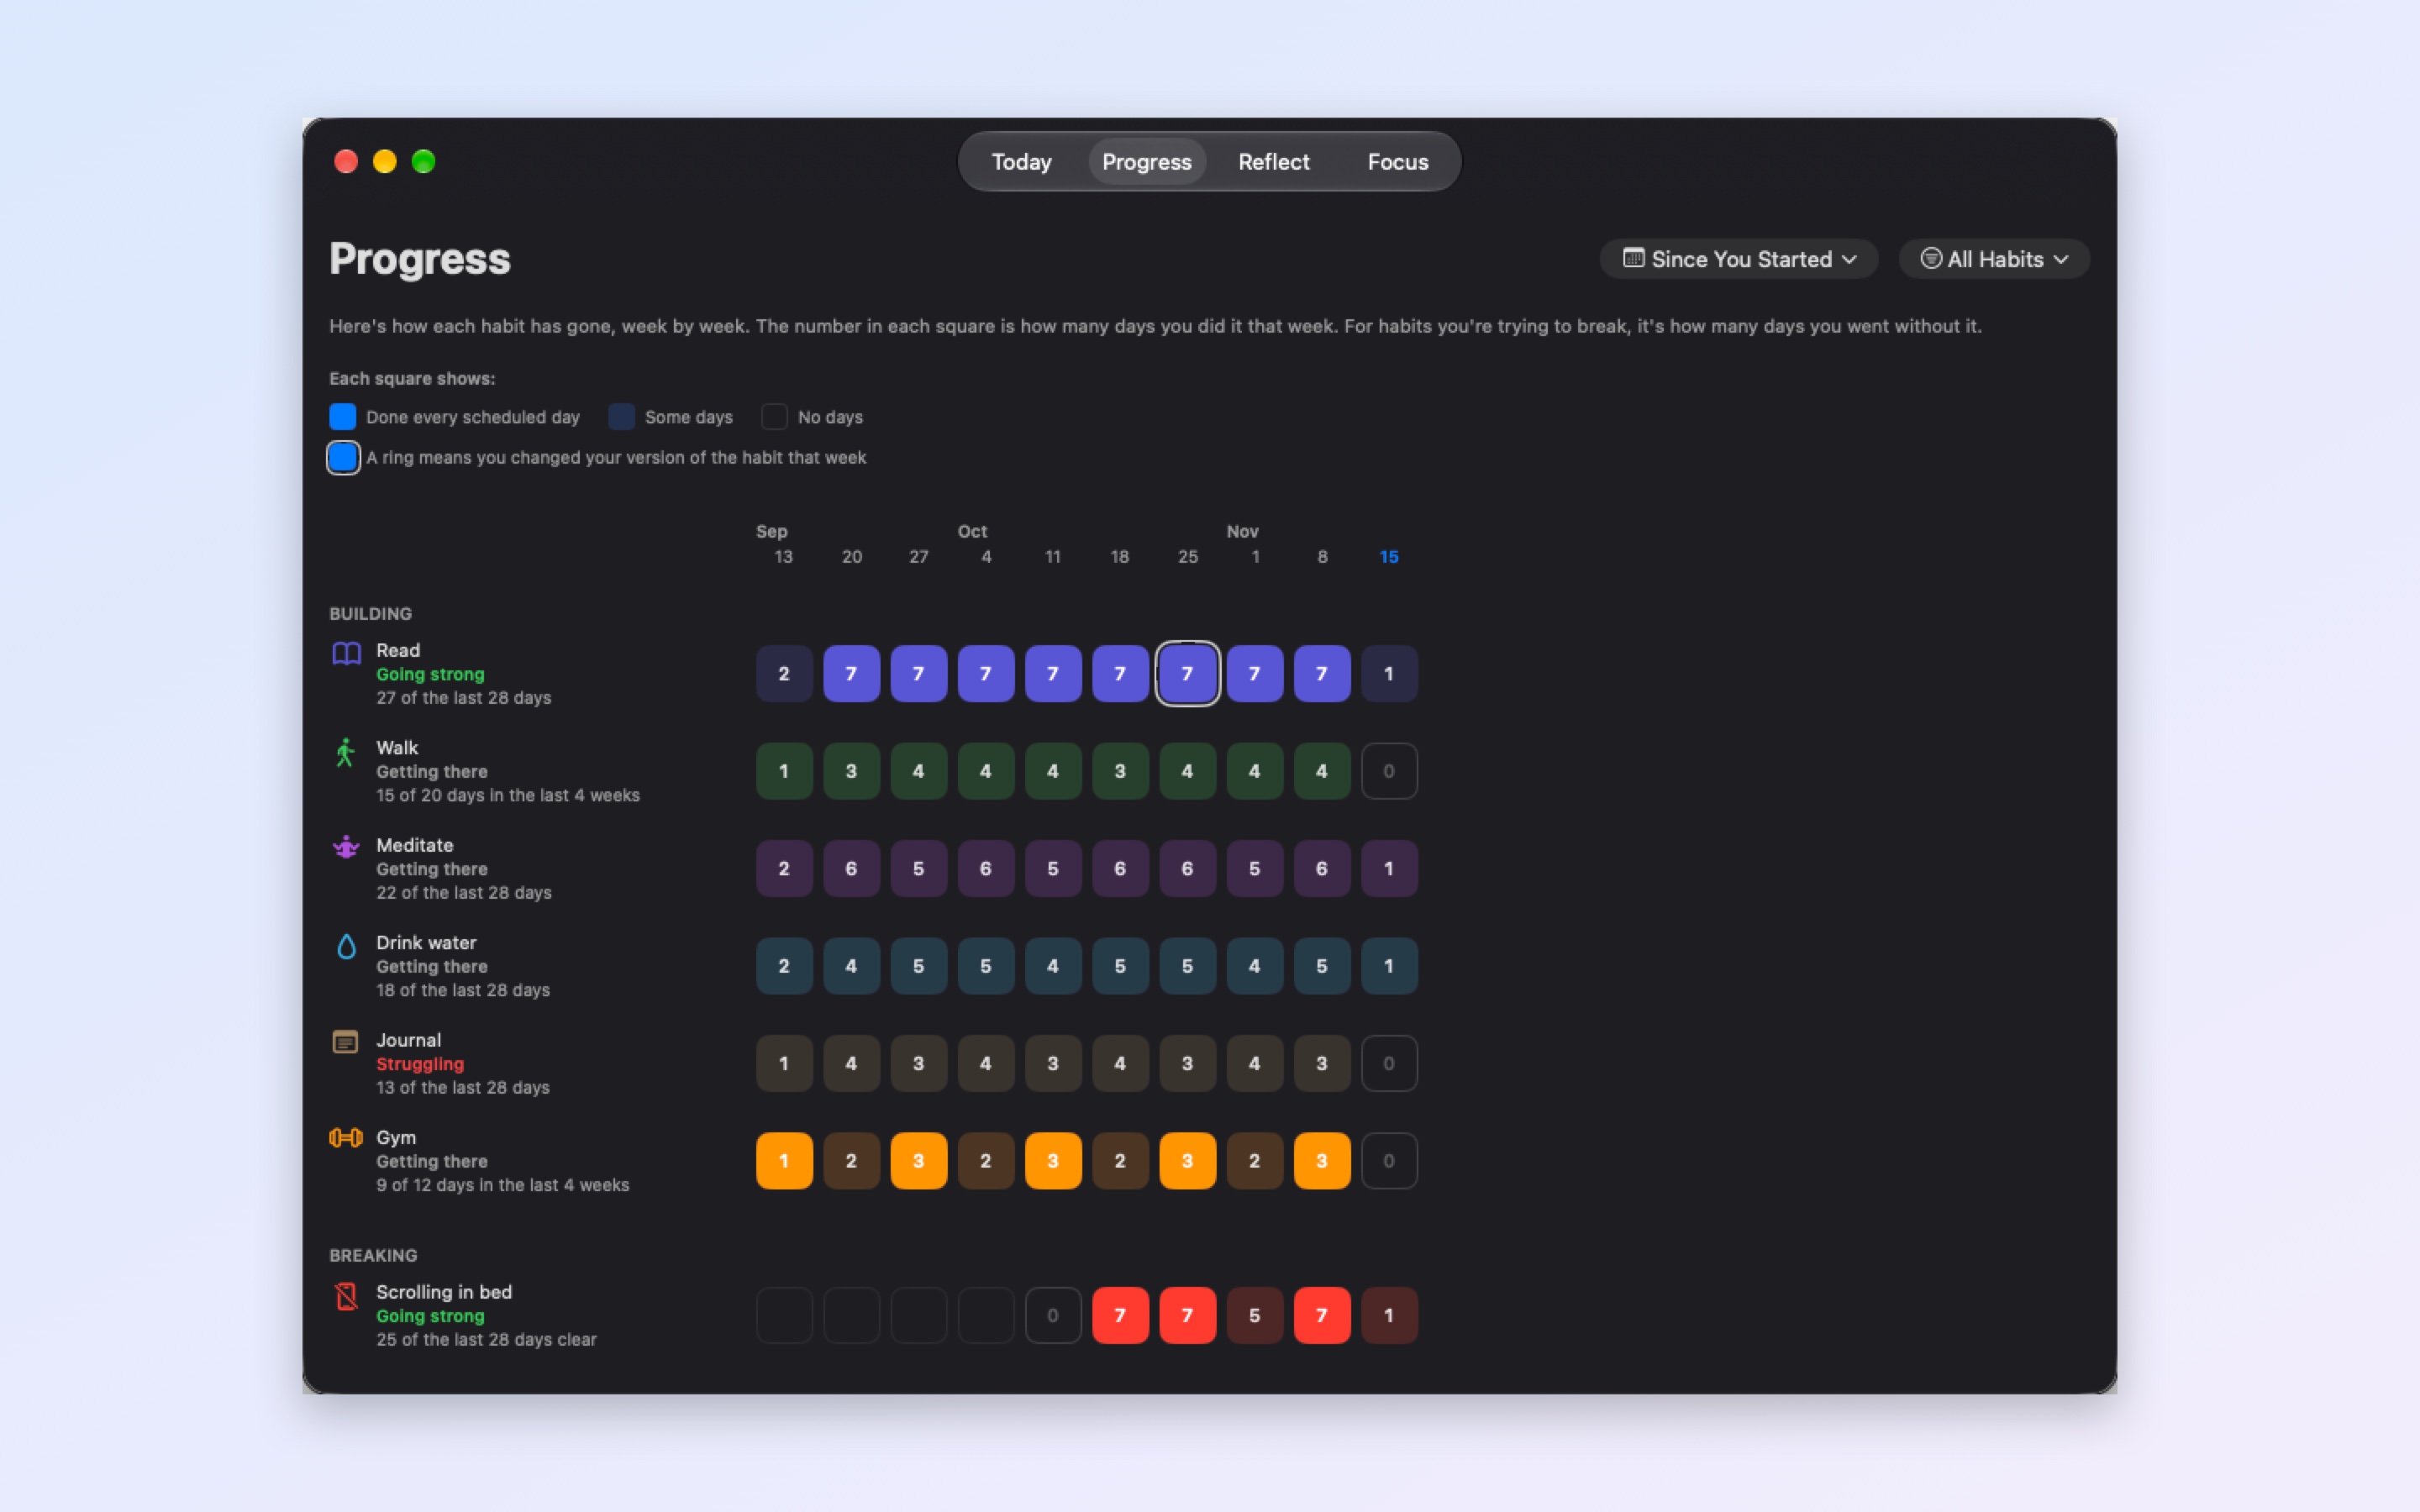 Today Progress Reflect Focus
Progress
Since You Started All Habits
Here's how each habit has gone, week by week. The number in each square is how many days you did it that week. For habits you're trying to break, it's how many days you went without it.
Each square shows:
Done every scheduled day Some days No days
A ring means you changed your version of the habit that week
Sep Oct Nov
13 20 27 4 11 18 25 1 8 15
BUILDING
Read
Going strong
27 of the last 28 days
2 7 7 7 7 7 7 7 7 1
Walk
Getting there
15 of 20 days in the last 4 weeks
1 3 4 4 4 3 4 4 4 0
Meditate
Getting there
22 of the last 28 days
2 6 5 6 5 6 6 5 6 1
Drink water
Getting there
18 of the last 28 days
2 4 5 5 4 5 5 4 5 1
Journal
Struggling
13 of the last 28 days
1 4 3 4 3 4 3 4 3 0
Gym
Getting there
9 of 12 days in the last 4 weeks
1 2 3 2 3 2 3 2 3 0
BREAKING
Scrolling in bed
Going strong
25 of the last 28 days clear
0 7 7 5 7 1